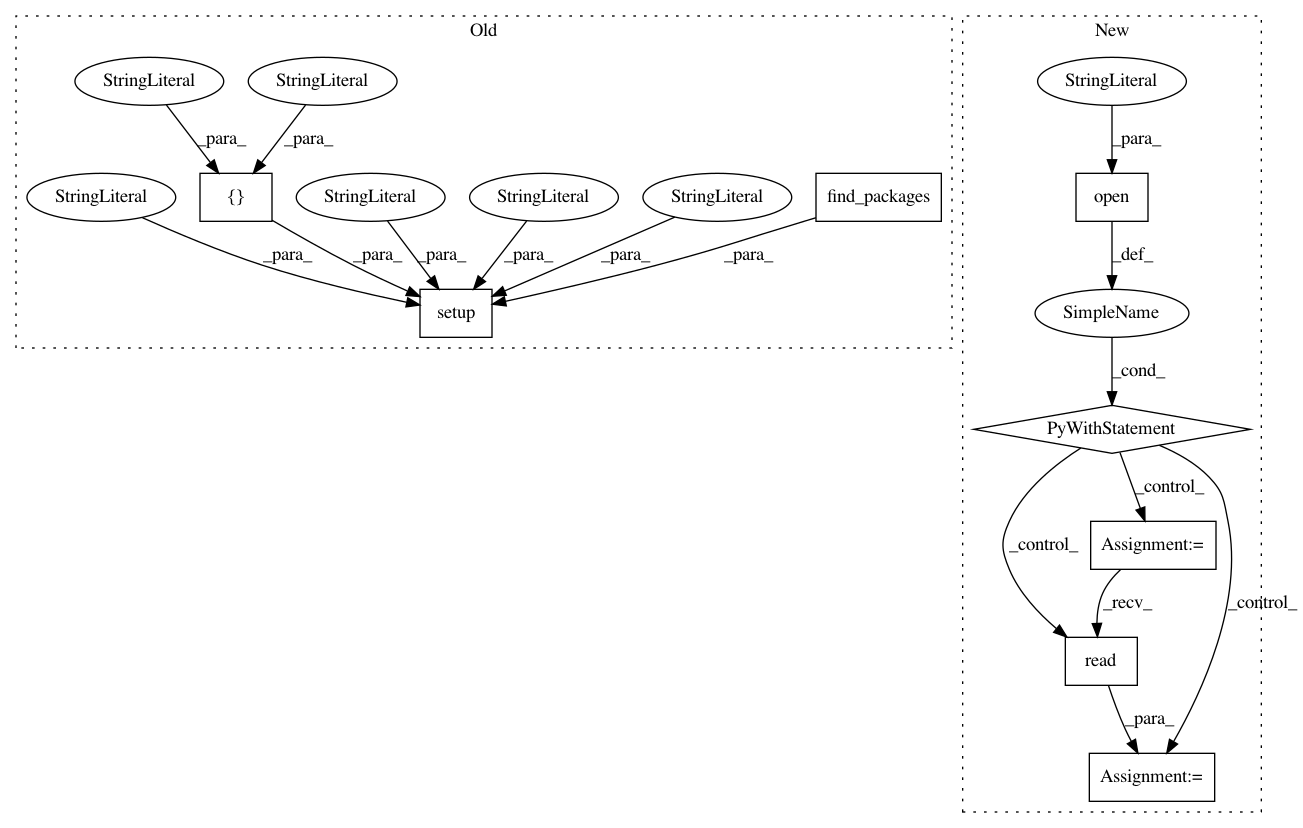 Old
New
StringLiteral
StringLiteral
StringLiteral
_para_
_para_
_para_
StringLiteral
{}
StringLiteral
StringLiteral
StringLiteral
find_packages
open
_para_
_para_
_para_
_para_
_para_
_para_
_def_
setup
SimpleName
_cond_
PyWithStatement
_control_
_control_
Assignment:=
_control_
_recv_
read
_para_
Assignment:=